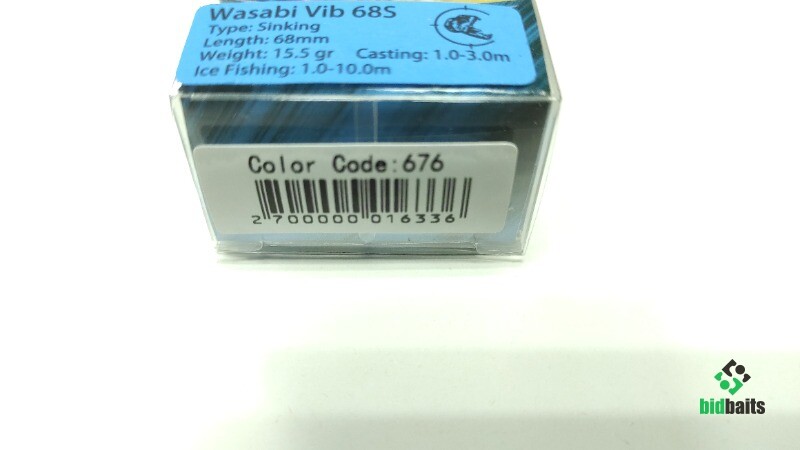 Wasabi Vib 68S
Type: Sinking
Length: 68mm
Weight: 15.5 gr Casting: 1.0-3.0m
Ice Fishing: 1.0-10.0m
Color Code:676
2 700000 016336
bidbaits